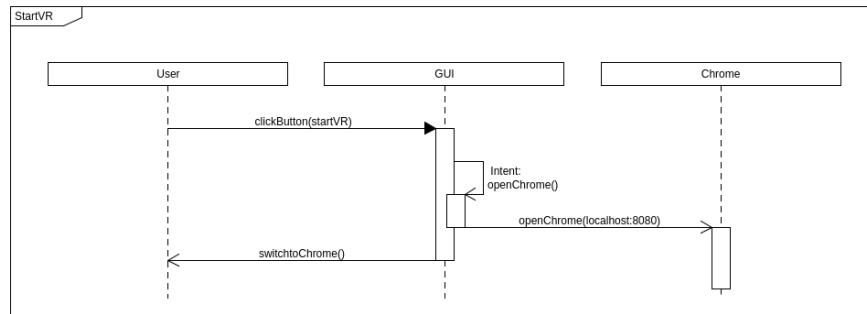 StartVR
User
GUI
Chrome
clickButton(startVR)
Intent:
openChrome()
openChrome(localhost:8080)
switchtoChrome()